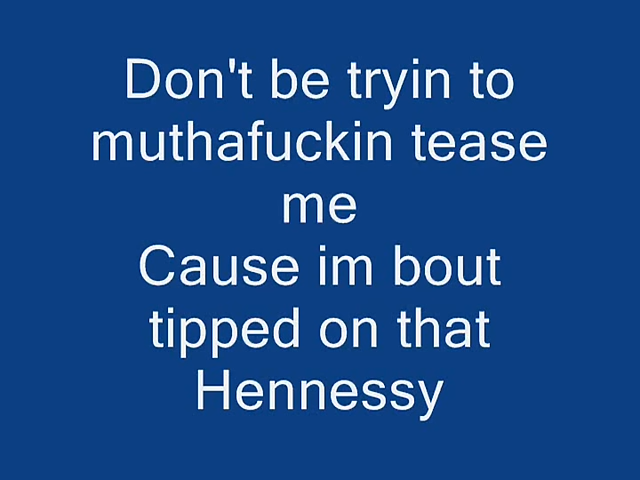 Don't be tryin to
muthafuckin tease
me
Cause im bout
tipped on that
Hennessy